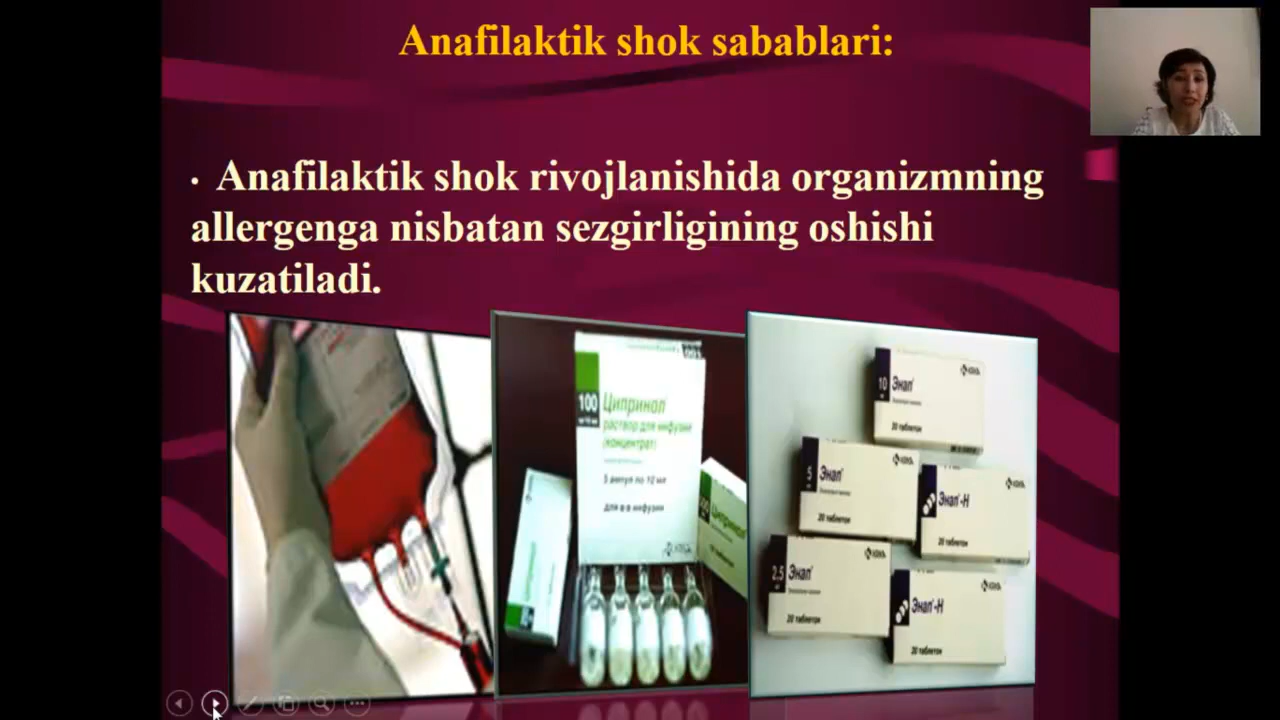 Anafilaktik shok sabablari:
• Anafilaktik shok rivojlanishida organizmning
allergenga nisbatan sezgirligining oshishi
kuzatiladi.
100
Ципринол
раствор для инфузий
(концентрат)
5 ампул по 10 мл
для в/в инфузий
Ципринол
10
Энап
20 таблеток
5
Энап
20 таблеток
Энап-Н
20 таблеток
2.5
Энап
20 таблеток
Энап-Н
20 таблеток